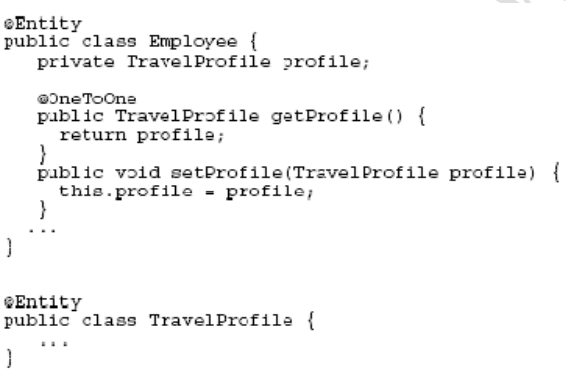 @Entity
public class Employee {
private TravelProfile profile;
@OneToOne
public TravelProfile getProfile() {
return profile;
}
public void setProfile(TravelProfile profile) {
this.profile = profile;
}
...
}
@Entity
public class TravelProfile {
...
}